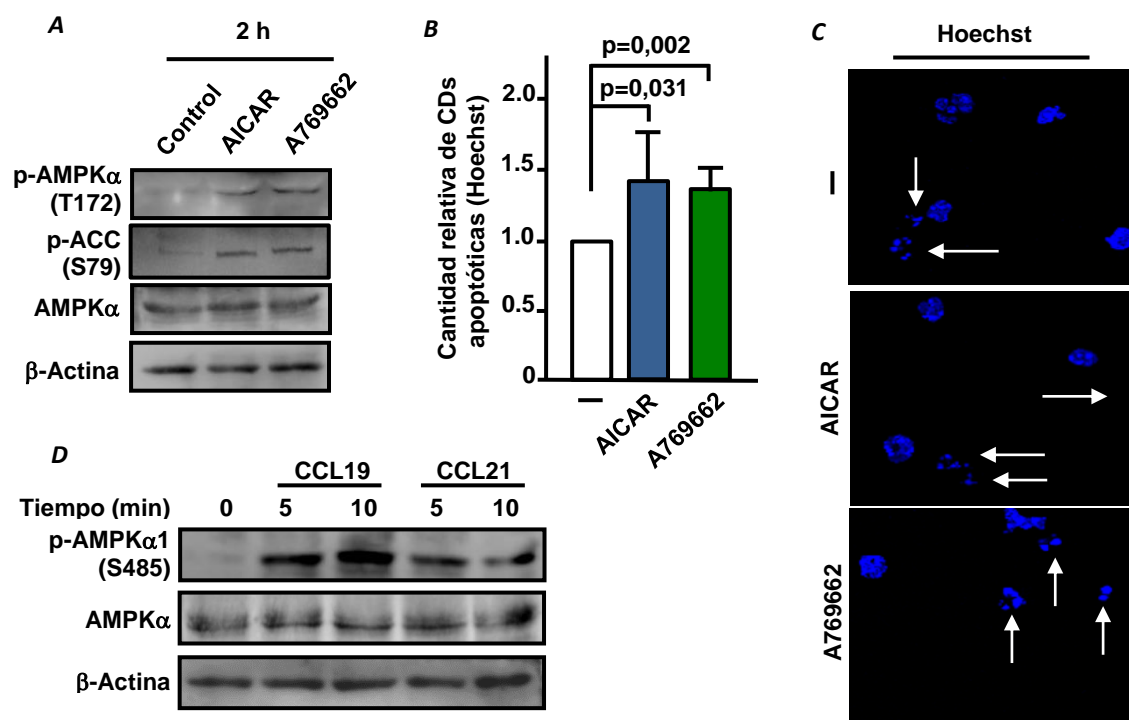 A
2 h
Control
AICAR
A769662
p-AMPKα
(T172)
p-ACC
(S79)
AMPKα
β-Actina
B
p=0,002
p=0,031
Cantidad relativa de CDs
apoptóticas (Hoechst)
2.0
1.5
1.0
0.5
0
–
AICAR
A769662
C
Hoechst
–
AICAR
A769662
D
CCL19
CCL21
Tiempo (min)
0
5
10
5
10
p-AMPKα1
(S485)
AMPKα
β-Actina